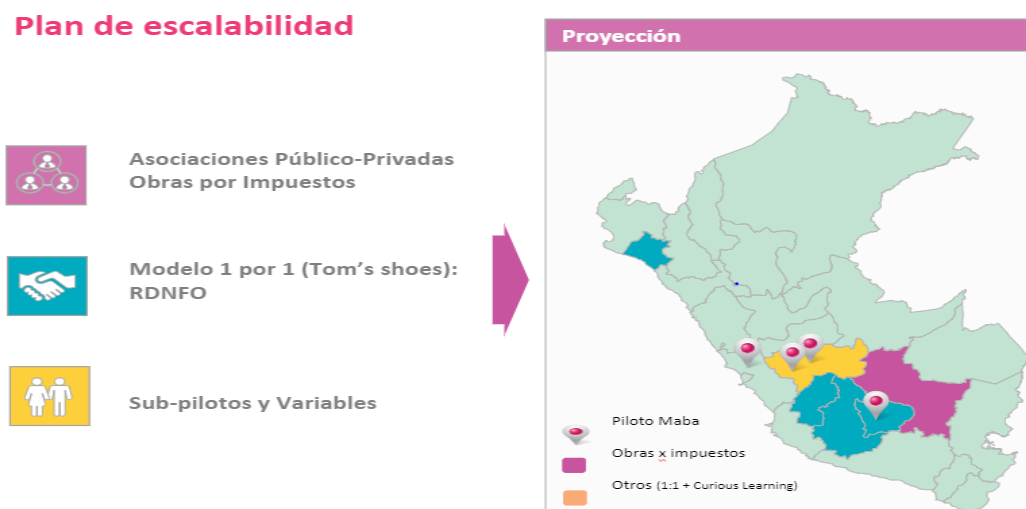 Plan de escalabilidad
Asociaciones Público-Privadas
Obras por Impuestos
Modelo 1 por 1 (Tom's shoes):
RDNFO
Sub-pilotos y Variables
Proyección
Piloto Maba
Obras x impuestos
Otros (1:1 + Curious Learning)